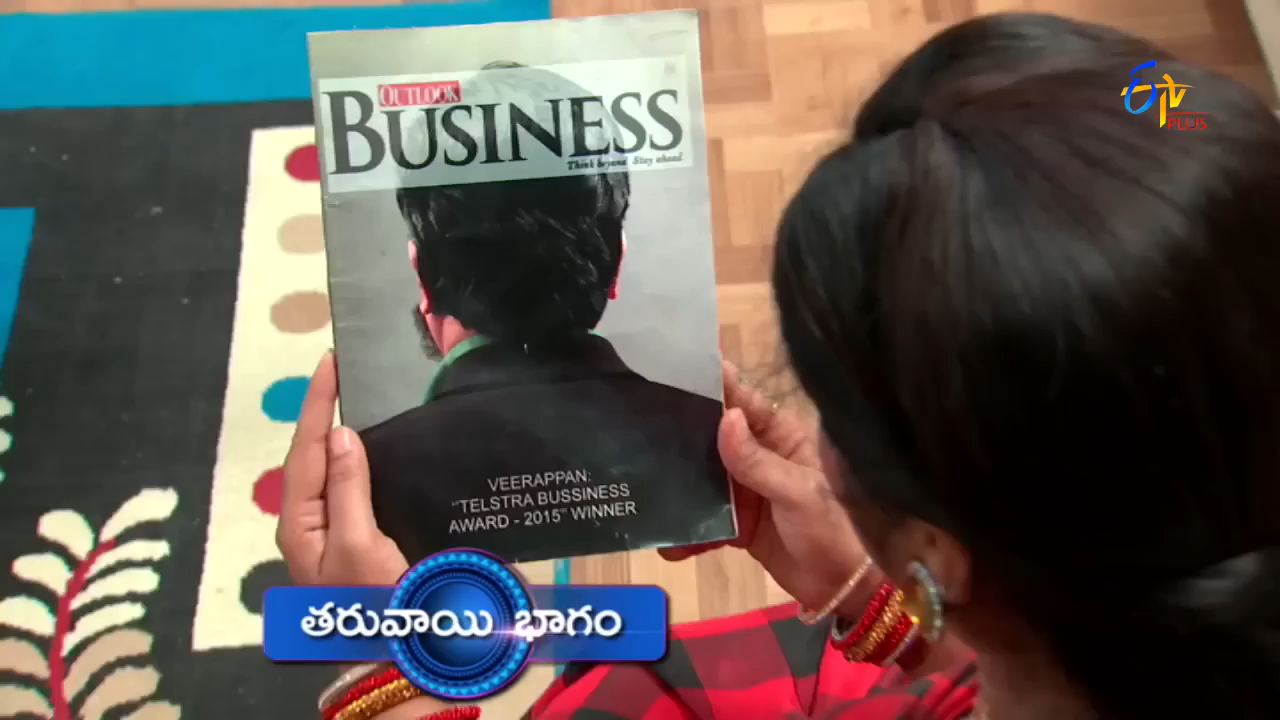 OUTLOOK
BUSINESS
Think beyond Stay ahead.
ETV
PLUS
VEERAPPAN:
"TELSTRA BUSSINESS
AWARD - 2015" WINNER
తరువాయి భాగం